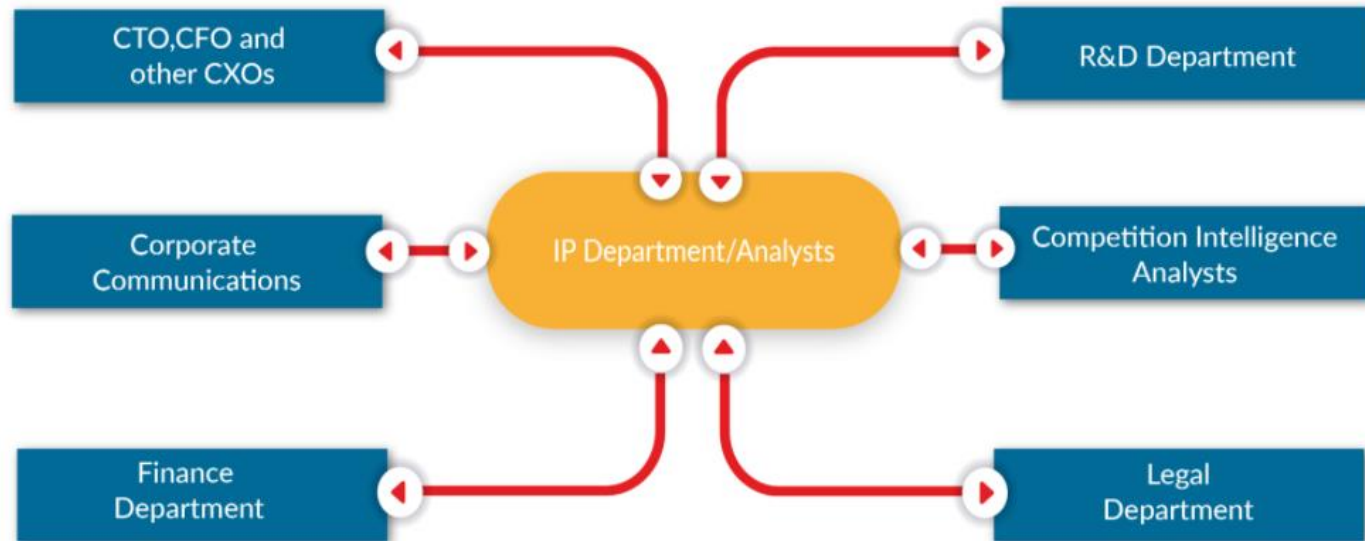 CTO,CFO and
other CXOs
R&D Department
Corporate
Communications
IP Department/Analysts
Competition Intelligence
Analysts
Finance
Department
Legal
Department